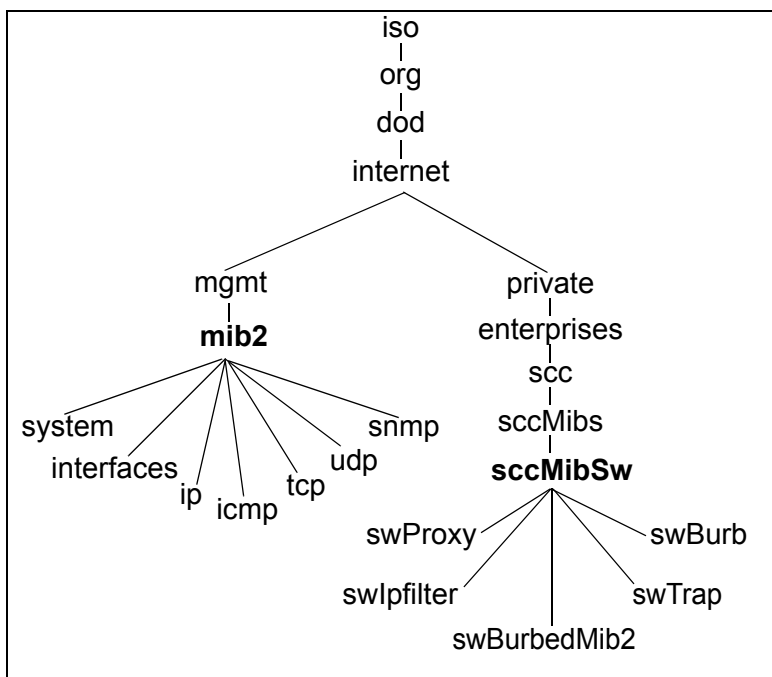 iso
org
dod
internet
mgmt
private
mib2
enterprises
scc
system
snmp
sccMibs
interfaces
udp
sccMibSw
ip
tcp
icmp
swProxy
swBurb
swIpfilter
swTrap
swBurbedMib2